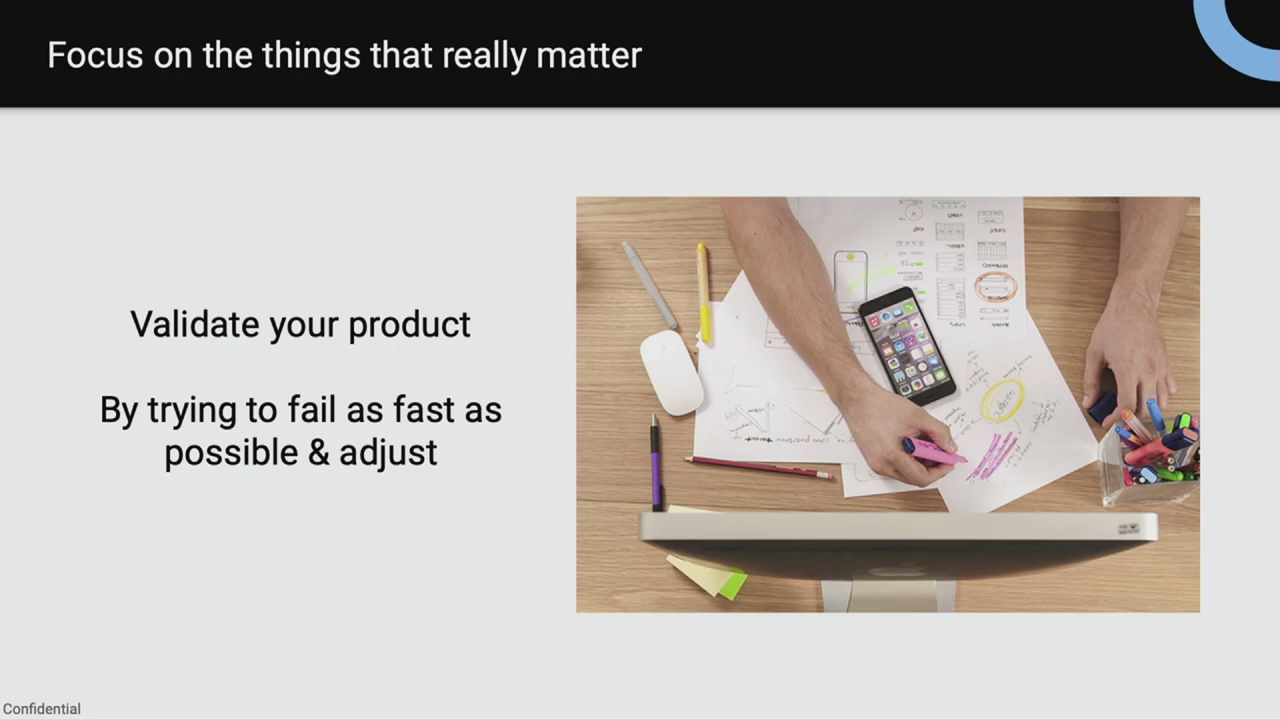 Focus on the things that really matter
Validate your product
By trying to fail as fast as
possible & adjust
Confidential